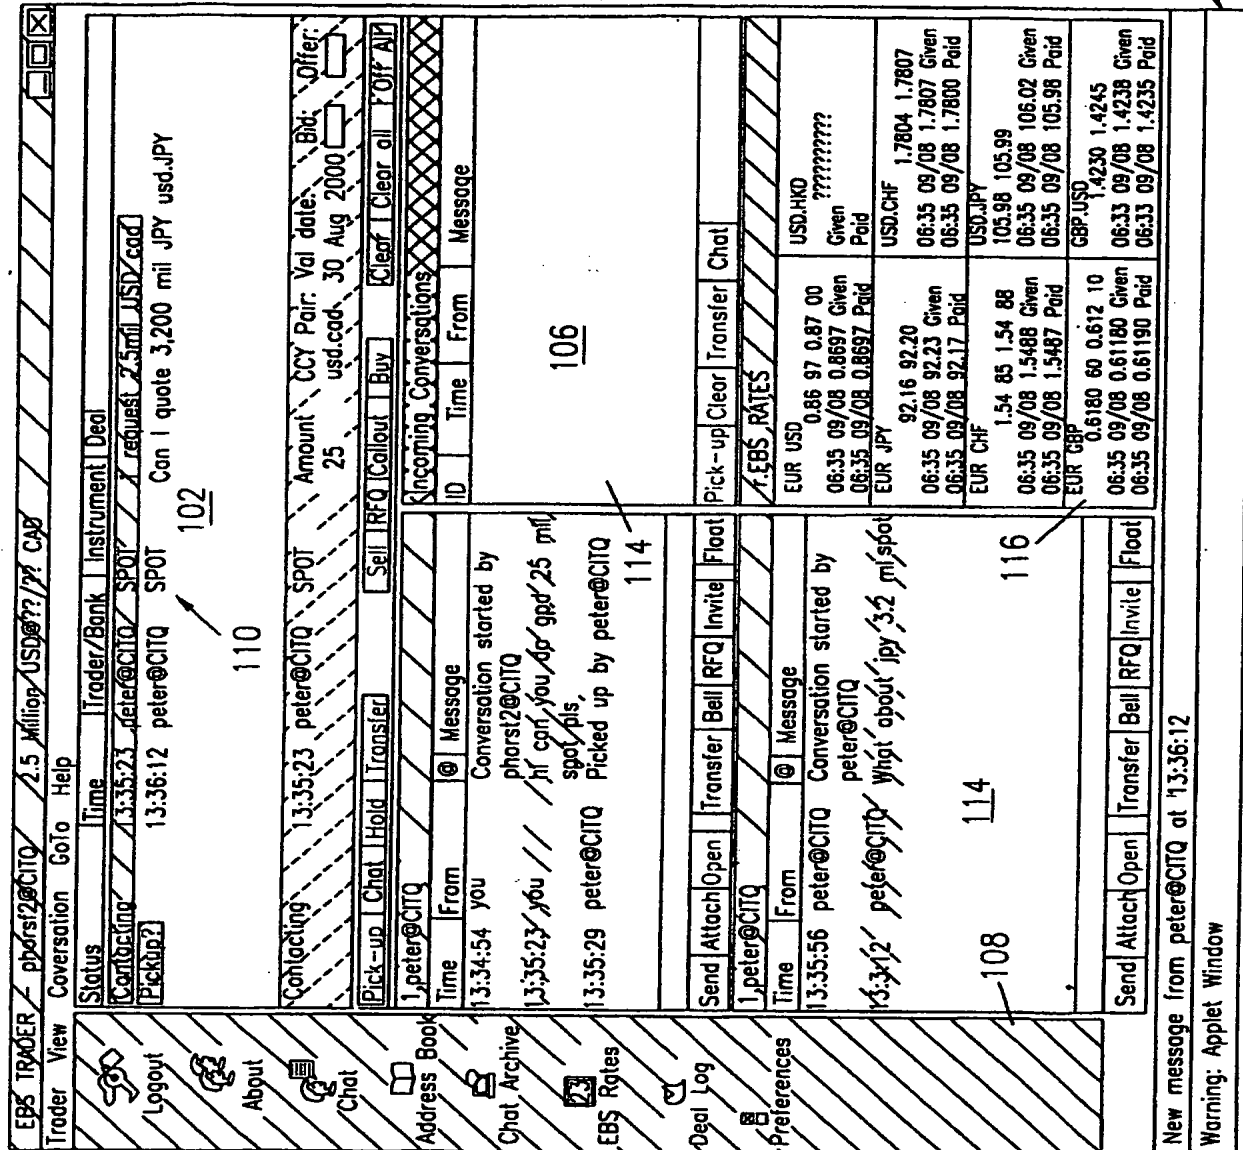 EBS TRADER - phorst2@CITQ 2.5 Million USD@??/?? CAD
Trader View Coversation GoTo Help
Logout
About
Chat
Address Book
Chat Archive
23
EBS Rates
Deal Log
Preferences
108
Status Time Trader/Bank Instrument Deal
Contacting 13:35:23 peter@CITQ SPOT request 25mil USD/cad
Pickup? 13:36:12 peter@CITQ SPOT Can I quote 3,200 mil JPY usd.JPY
102
110
Amount CCY Pair: Val date: Bid: Offer:
Contacting 13:35:23 peter@CITQ SPOT 25 usd.cad 30 Aug 2000
Pick-up Chat Hold Transfer Sell RFQ Callout Buy Clear Clear all Off All
1,peter@CITQ
Time From @ Message
13:34:54 you Conversation started by
phorst2@CITQ
13:35:23 you hi can you do gpd 25 mil
spot pls,
13:35:29 peter@CITQ Picked up by peter@CITQ
114
Send Attach Open Transfer Bell RFQ Invite Float
Incoming Conversations
ID Time From Message
106
Pick-up Clear Transfer Chat
1,peter@CITQ
Time From @ Message
13:35:56 peter@CITQ Conversation started by
peter@CITQ
13:3:12 peter@CITQ What about jpy 3.2 ml spot
114
116
Send Attach Open Transfer Bell RFQ Invite Float
r.EBS RATES
EUR USD
0.86 97 0.87 00
06:35 09/08 0.8697 Given
06:35 09/08 0.8697 Paid
USD.HKD
??????????
Given
Paid
EUR JPY
92.16 92.20
06:35 09/08 92.23 Given
06:35 09/08 92.17 Paid
USD.CHF
1.7804 1.7807
06:35 09/08 1.7807 Given
06:35 09/08 1.7800 Paid
EUR CHF
1.54 85 1.54 88
06:35 09/08 1.5488 Given
06:35 09/08 1.5487 Paid
USD.JPY
105.98 105.99
06:35 09/08 106.02 Given
06:35 09/08 105.98 Paid
EUR GBP
0.6180 60 0.612 10
06:35 09/08 0.61180 Given
06:35 09/08 0.61190 Paid
GBP.USD
1.4230 1.4245
06:33 09/08 1.4238 Given
06:33 09/08 1.4235 Paid
New message from peter@CITQ at '13:36:12
Warning: Applet Window